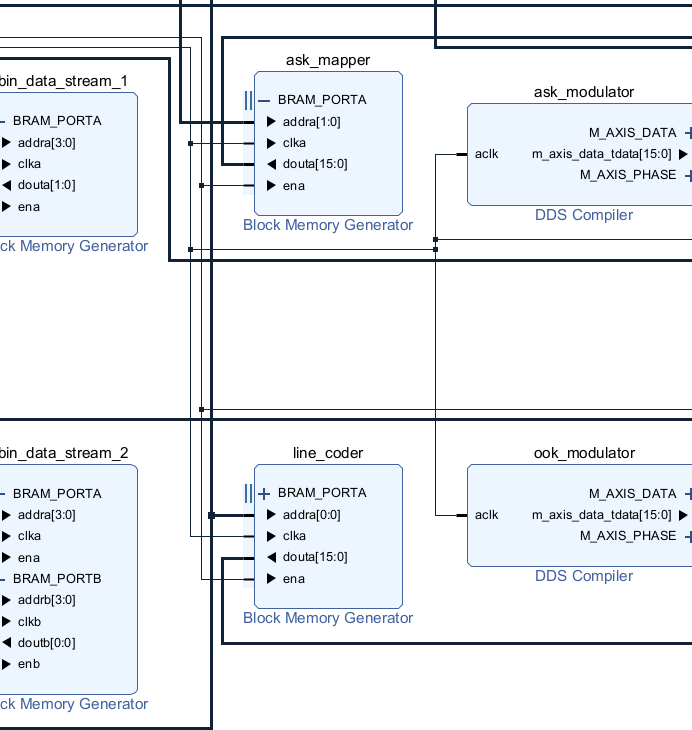 bin_data_stream_1
BRAM_PORTA
addra[3:0]
clka
douta[1:0]
ena
ck Memory Generator
ask_mapper
BRAM_PORTA
addra[1:0]
clka
douta[15:0]
ena
Block Memory Generator
ask_modulator
M_AXIS_DATA
aclk m_axis_data_tdata[15:0]
M_AXIS_PHASE
DDS Compiler
bin_data_stream_2
BRAM_PORTA
addra[3:0]
clka
ena
BRAM_PORTB
addrb[3:0]
clkb
doutb[0:0]
enb
ck Memory Generator
line_coder
BRAM_PORTA
addra[0:0]
clka
douta[15:0]
ena
Block Memory Generator
ook_modulator
M_AXIS_DATA
aclk m_axis_data_tdata[15:0]
M_AXIS_PHASE
DDS Compiler